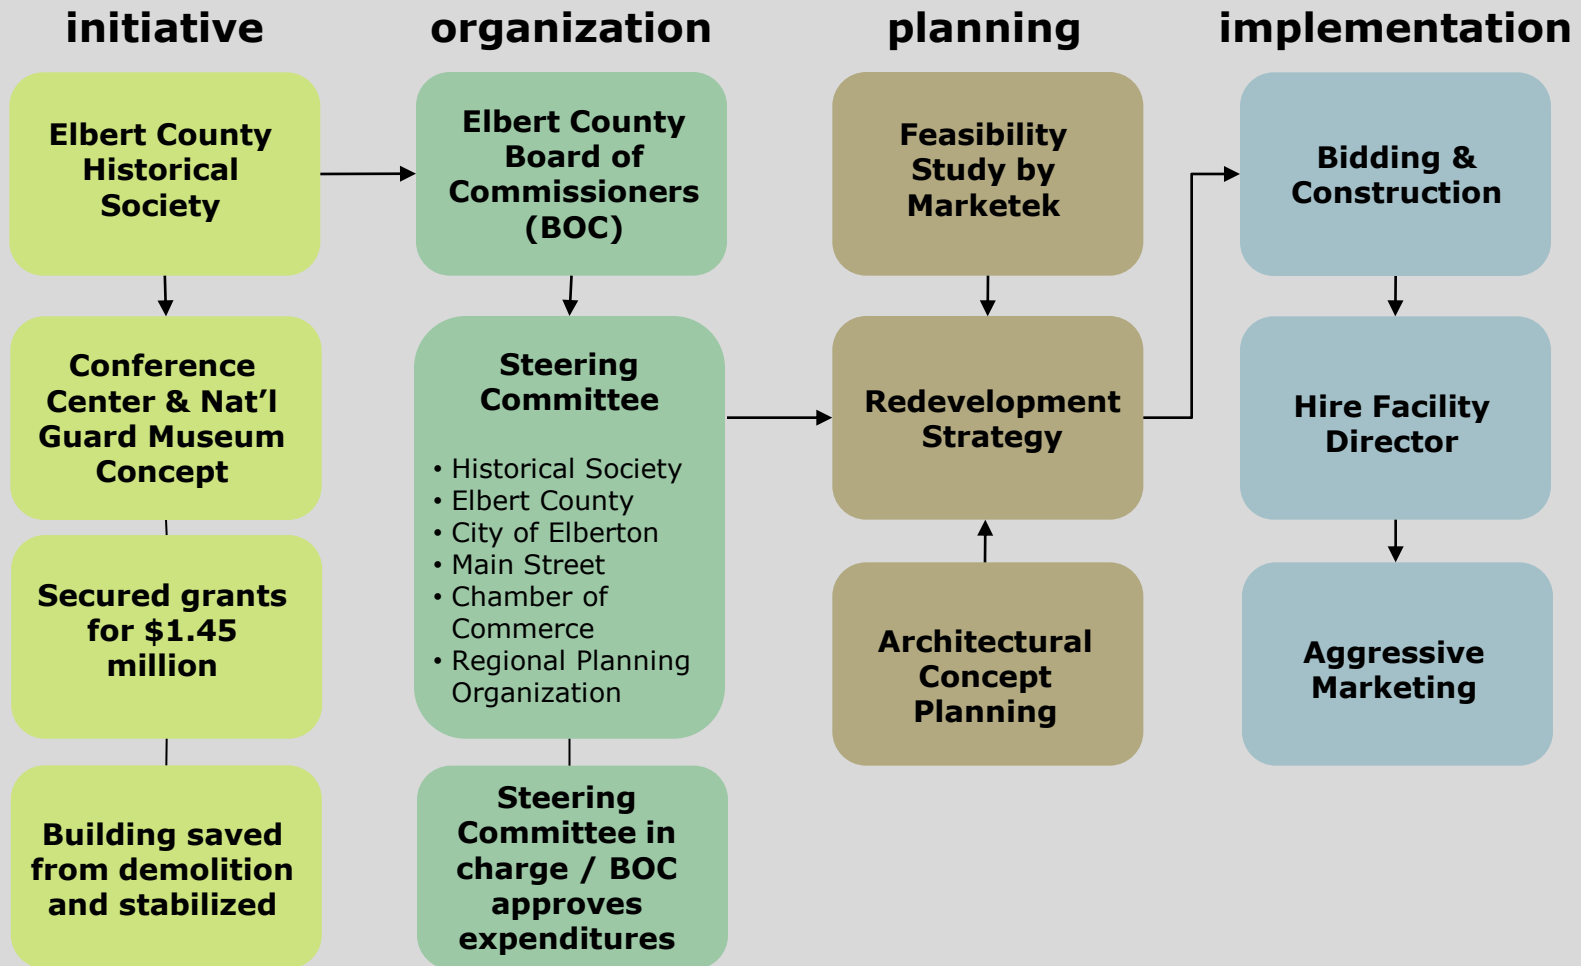 initiative
organization
planning
implementation
Elbert County
Historical
Society
Conference
Center & Nat’l
Guard Museum
Concept
Secured grants
for $1.45
million
Building saved
from demolition
and stabilized
Elbert County
Board of
Commissioners
(BOC)
Steering
Committee
• Historical Society
• Elbert County
• City of Elberton
• Main Street
• Chamber of
Commerce
• Regional Planning
Organization
Steering
Committee in
charge / BOC
approves
expenditures
Feasibility
Study by
Marketek
Redevelopment
Strategy
Architectural
Concept
Planning
Bidding &
Construction
Hire Facility
Director
Aggressive
Marketing